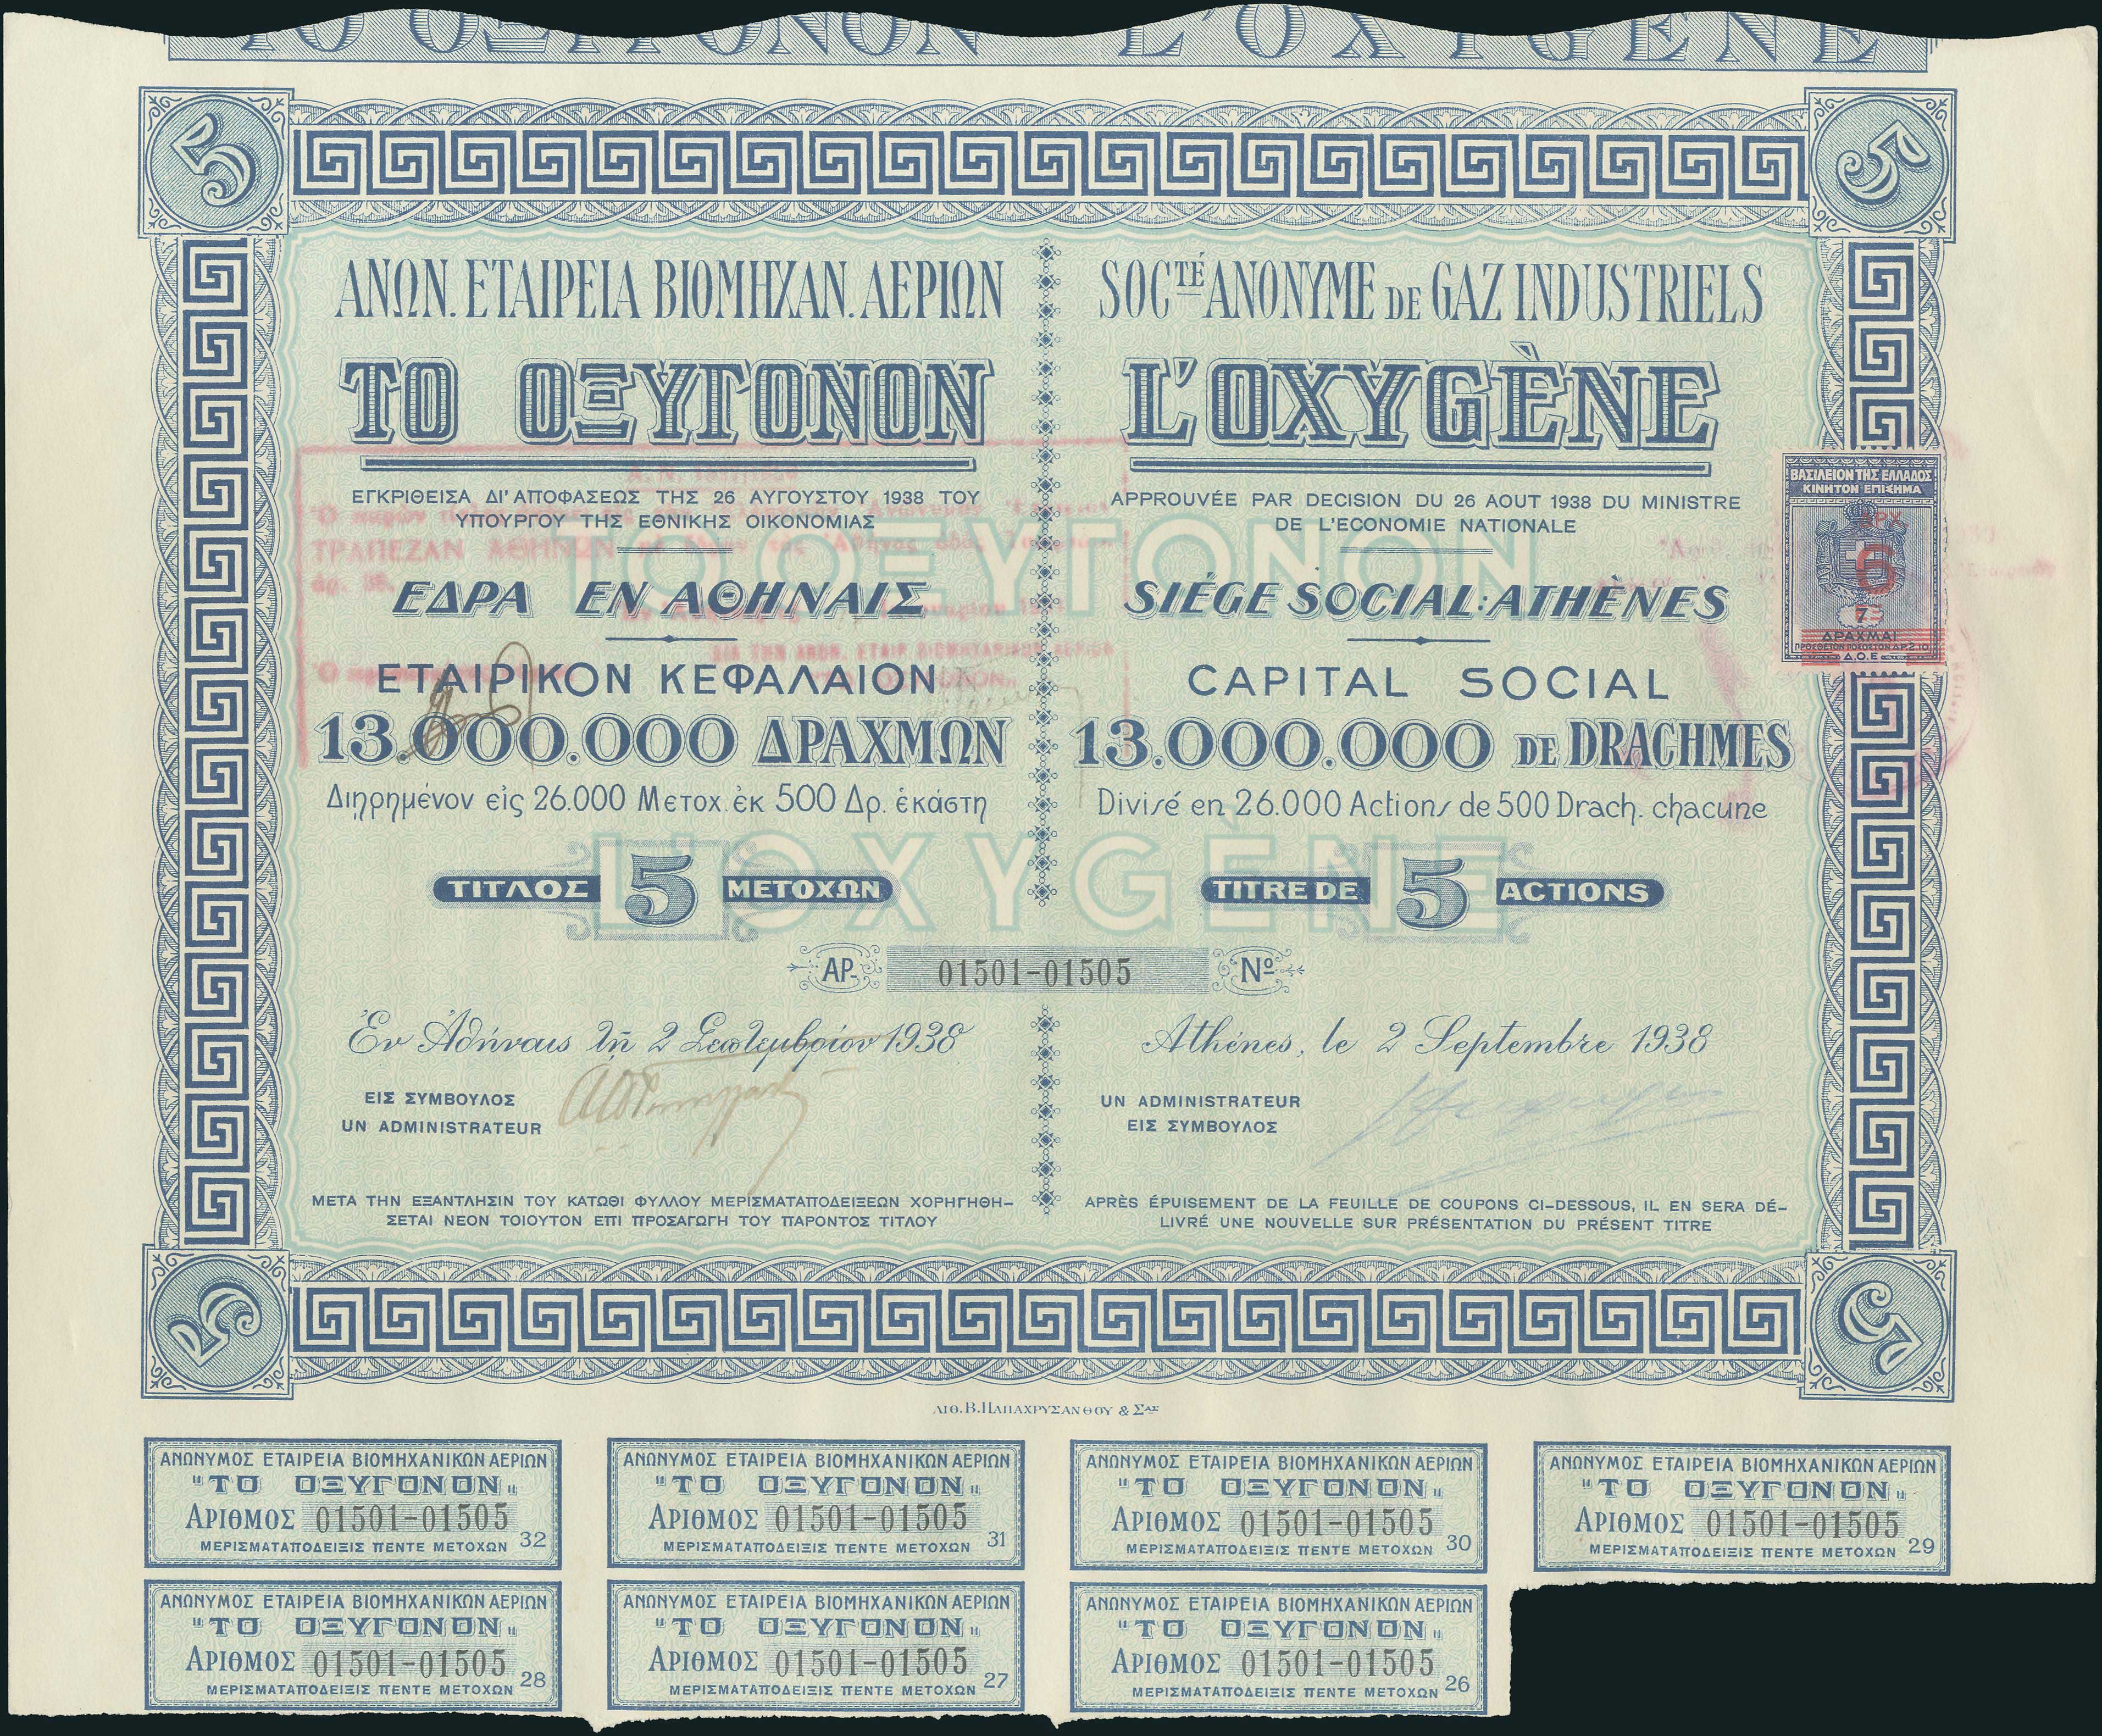 ΤΟ ΟΞΥΓΟΝΟΝ L'OXYGÈNE
5 5
ΑΝΩΝ. ΕΤΑΙΡΕΙΑ ΒΙΟΜΗΧΑΝ. ΑΕΡΙΩΝ
ΤΟ ΟΞΥΓΟΝΟΝ
ΕΓΚΡΙΘΕΙΣΑ ΔΙ' ΑΠΟΦΑΣΕΩΣ ΤΗΣ 26 ΑΥΓΟΥΣΤΟΥ 1938 ΤΟΥ
ΥΠΟΥΡΓΟΥ ΤΗΣ ΕΘΝΙΚΗΣ ΟΙΚΟΝΟΜΙΑΣ
ΤΡΑΠΕΖΑΝ ΑΘΗΝΩΝ
ΕΔΡΑ ΕΝ ΑΘΗΝΑΙΣ
ΕΤΑΙΡΙΚΟΝ ΚΕΦΑΛΑΙΟΝ
13.000.000 ΔΡΑΧΜΩΝ
Διῃρημένον εἰς 26.000 Μετοχ. ἐκ 500 Δρ. ἑκάστη
ΤΙΤΛΟΣ 5 ΜΕΤΟΧΩΝ
SOCTÉ ANONYME DE GAZ INDUSTRIELS
L'OXYGÈNE
APPROUVÉE PAR DECISION DU 26 AOUT 1938 DU MINISTRE
DE L'ECONOMIE NATIONALE
SIÉGE SOCIAL: ATHÈNES
CAPITAL SOCIAL
13.000.000 DE DRACHMES
Divisé en 26.000 Actions de 500 Drach. chacune
TITRE DE 5 ACTIONS
ΒΑΣΙΛΕΙΟΝ ΤΗΣ ΕΛΛΑΔΟΣ
ΚΙΝΗΤΟΝ ΕΠΙΣΗΜΑ
ΔΡΧ.
5
7
ΔΡΑΧΜΑΙ
Δ.Ο.Ε
ΤΟ ΟΞΥΓΟΝΟΝ
L'OXYGÈNE
ΑΡ. 01501-01505 Nº
Ἐν Ἀθήναις τῇ 2 Σεπτεμβρίου 1938
ΕΙΣ ΣΥΜΒΟΥΛΟΣ
UN ADMINISTRATEUR
ΜΕΤΑ ΤΗΝ ΕΞΑΝΤΛΗΣΙΝ ΤΟΥ ΚΑΤΩΘΙ ΦΥΛΛΟΥ ΜΕΡΙΣΜΑΤΑΠΟΔΕΙΞΕΩΝ ΧΟΡΗΓΗΘΗ-
ΣΕΤΑΙ ΝΕΟΝ ΤΟΙΟΥΤΟΝ ΕΠΙ ΠΡΟΣΑΓΩΓΗ ΤΟΥ ΠΑΡΟΝΤΟΣ ΤΙΤΛΟΥ
Athénes, le 2 Septembre 1938
UN ADMINISTRATEUR
ΕΙΣ ΣΥΜΒΟΥΛΟΣ
APRÈS ÉPUISEMENT DE LA FEUILLE DE COUPONS CI-DESSOUS, IL EN SERA DÉ-
LIVRÉ UNE NOUVELLE SUR PRÉSENTATION DU PRÉSENT TITRE
5 5
ΛΙΘ. Β. ΠΑΠΑΧΡΥΣΑΝΘΟΥ & ΣΑΣ
ΑΝΩΝΥΜΟΣ ΕΤΑΙΡΕΙΑ ΒΙΟΜΗΧΑΝΙΚΩΝ ΑΕΡΙΩΝ
"ΤΟ ΟΞΥΓΟΝΟΝ"
ΑΡΙΘΜΟΣ 01501-01505
ΜΕΡΙΣΜΑΤΑΠΟΔΕΙΞΙΣ ΠΕΝΤΕ ΜΕΤΟΧΩΝ 32
ΑΝΩΝΥΜΟΣ ΕΤΑΙΡΕΙΑ ΒΙΟΜΗΧΑΝΙΚΩΝ ΑΕΡΙΩΝ
"ΤΟ ΟΞΥΓΟΝΟΝ"
ΑΡΙΘΜΟΣ 01501-01505
ΜΕΡΙΣΜΑΤΑΠΟΔΕΙΞΙΣ ΠΕΝΤΕ ΜΕΤΟΧΩΝ 31
ΑΝΩΝΥΜΟΣ ΕΤΑΙΡΕΙΑ ΒΙΟΜΗΧΑΝΙΚΩΝ ΑΕΡΙΩΝ
"ΤΟ ΟΞΥΓΟΝΟΝ"
ΑΡΙΘΜΟΣ 01501-01505
ΜΕΡΙΣΜΑΤΑΠΟΔΕΙΞΙΣ ΠΕΝΤΕ ΜΕΤΟΧΩΝ 30
ΑΝΩΝΥΜΟΣ ΕΤΑΙΡΕΙΑ ΒΙΟΜΗΧΑΝΙΚΩΝ ΑΕΡΙΩΝ
"ΤΟ ΟΞΥΓΟΝΟΝ"
ΑΡΙΘΜΟΣ 01501-01505
ΜΕΡΙΣΜΑΤΑΠΟΔΕΙΞΙΣ ΠΕΝΤΕ ΜΕΤΟΧΩΝ 29
ΑΝΩΝΥΜΟΣ ΕΤΑΙΡΕΙΑ ΒΙΟΜΗΧΑΝΙΚΩΝ ΑΕΡΙΩΝ
"ΤΟ ΟΞΥΓΟΝΟΝ"
ΑΡΙΘΜΟΣ 01501-01505
ΜΕΡΙΣΜΑΤΑΠΟΔΕΙΞΙΣ ΠΕΝΤΕ ΜΕΤΟΧΩΝ 28
ΑΝΩΝΥΜΟΣ ΕΤΑΙΡΕΙΑ ΒΙΟΜΗΧΑΝΙΚΩΝ ΑΕΡΙΩΝ
"ΤΟ ΟΞΥΓΟΝΟΝ"
ΑΡΙΘΜΟΣ 01501-01505
ΜΕΡΙΣΜΑΤΑΠΟΔΕΙΞΙΣ ΠΕΝΤΕ ΜΕΤΟΧΩΝ 27
ΑΝΩΝΥΜΟΣ ΕΤΑΙΡΕΙΑ ΒΙΟΜΗΧΑΝΙΚΩΝ ΑΕΡΙΩΝ
"ΤΟ ΟΞΥΓΟΝΟΝ"
ΑΡΙΘΜΟΣ 01501-01505
ΜΕΡΙΣΜΑΤΑΠΟΔΕΙΞΙΣ ΠΕΝΤΕ ΜΕΤΟΧΩΝ 26